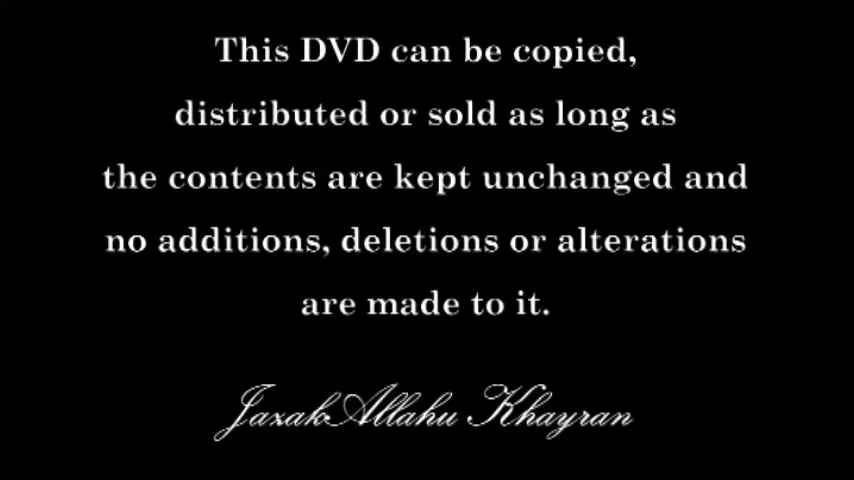 This DVD can be copied,
distributed or sold as long as
the contents are kept unchanged and
no additions, deletions or alterations
are made to it.
JazakAllahu Khayran